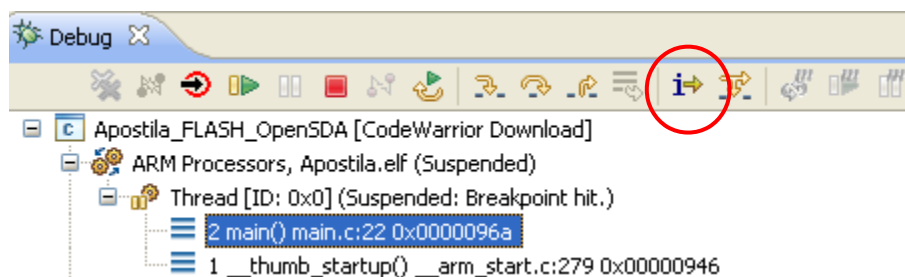 Debug
i
c Apostila_FLASH_OpenSDA [CodeWarrior Download]
ARM Processors, Apostila.elf (Suspended)
Thread [ID: 0x0] (Suspended: Breakpoint hit.)
2 main() main.c:22 0x0000096a
1 __thumb_startup() __arm_start.c:279 0x00000946